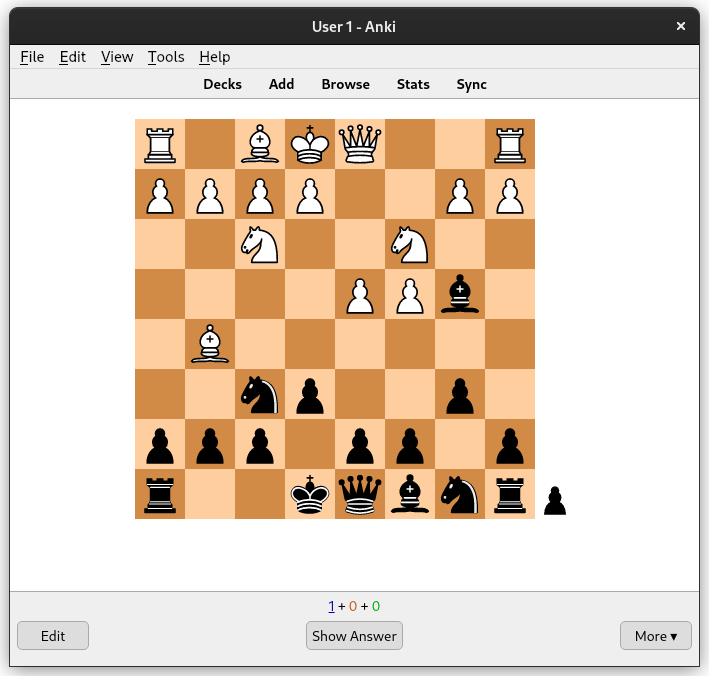 User 1 - Anki ×
File Edit View Tools Help
Decks Add Browse Stats Sync
1 + 0 + 0
Edit Show Answer More ▾